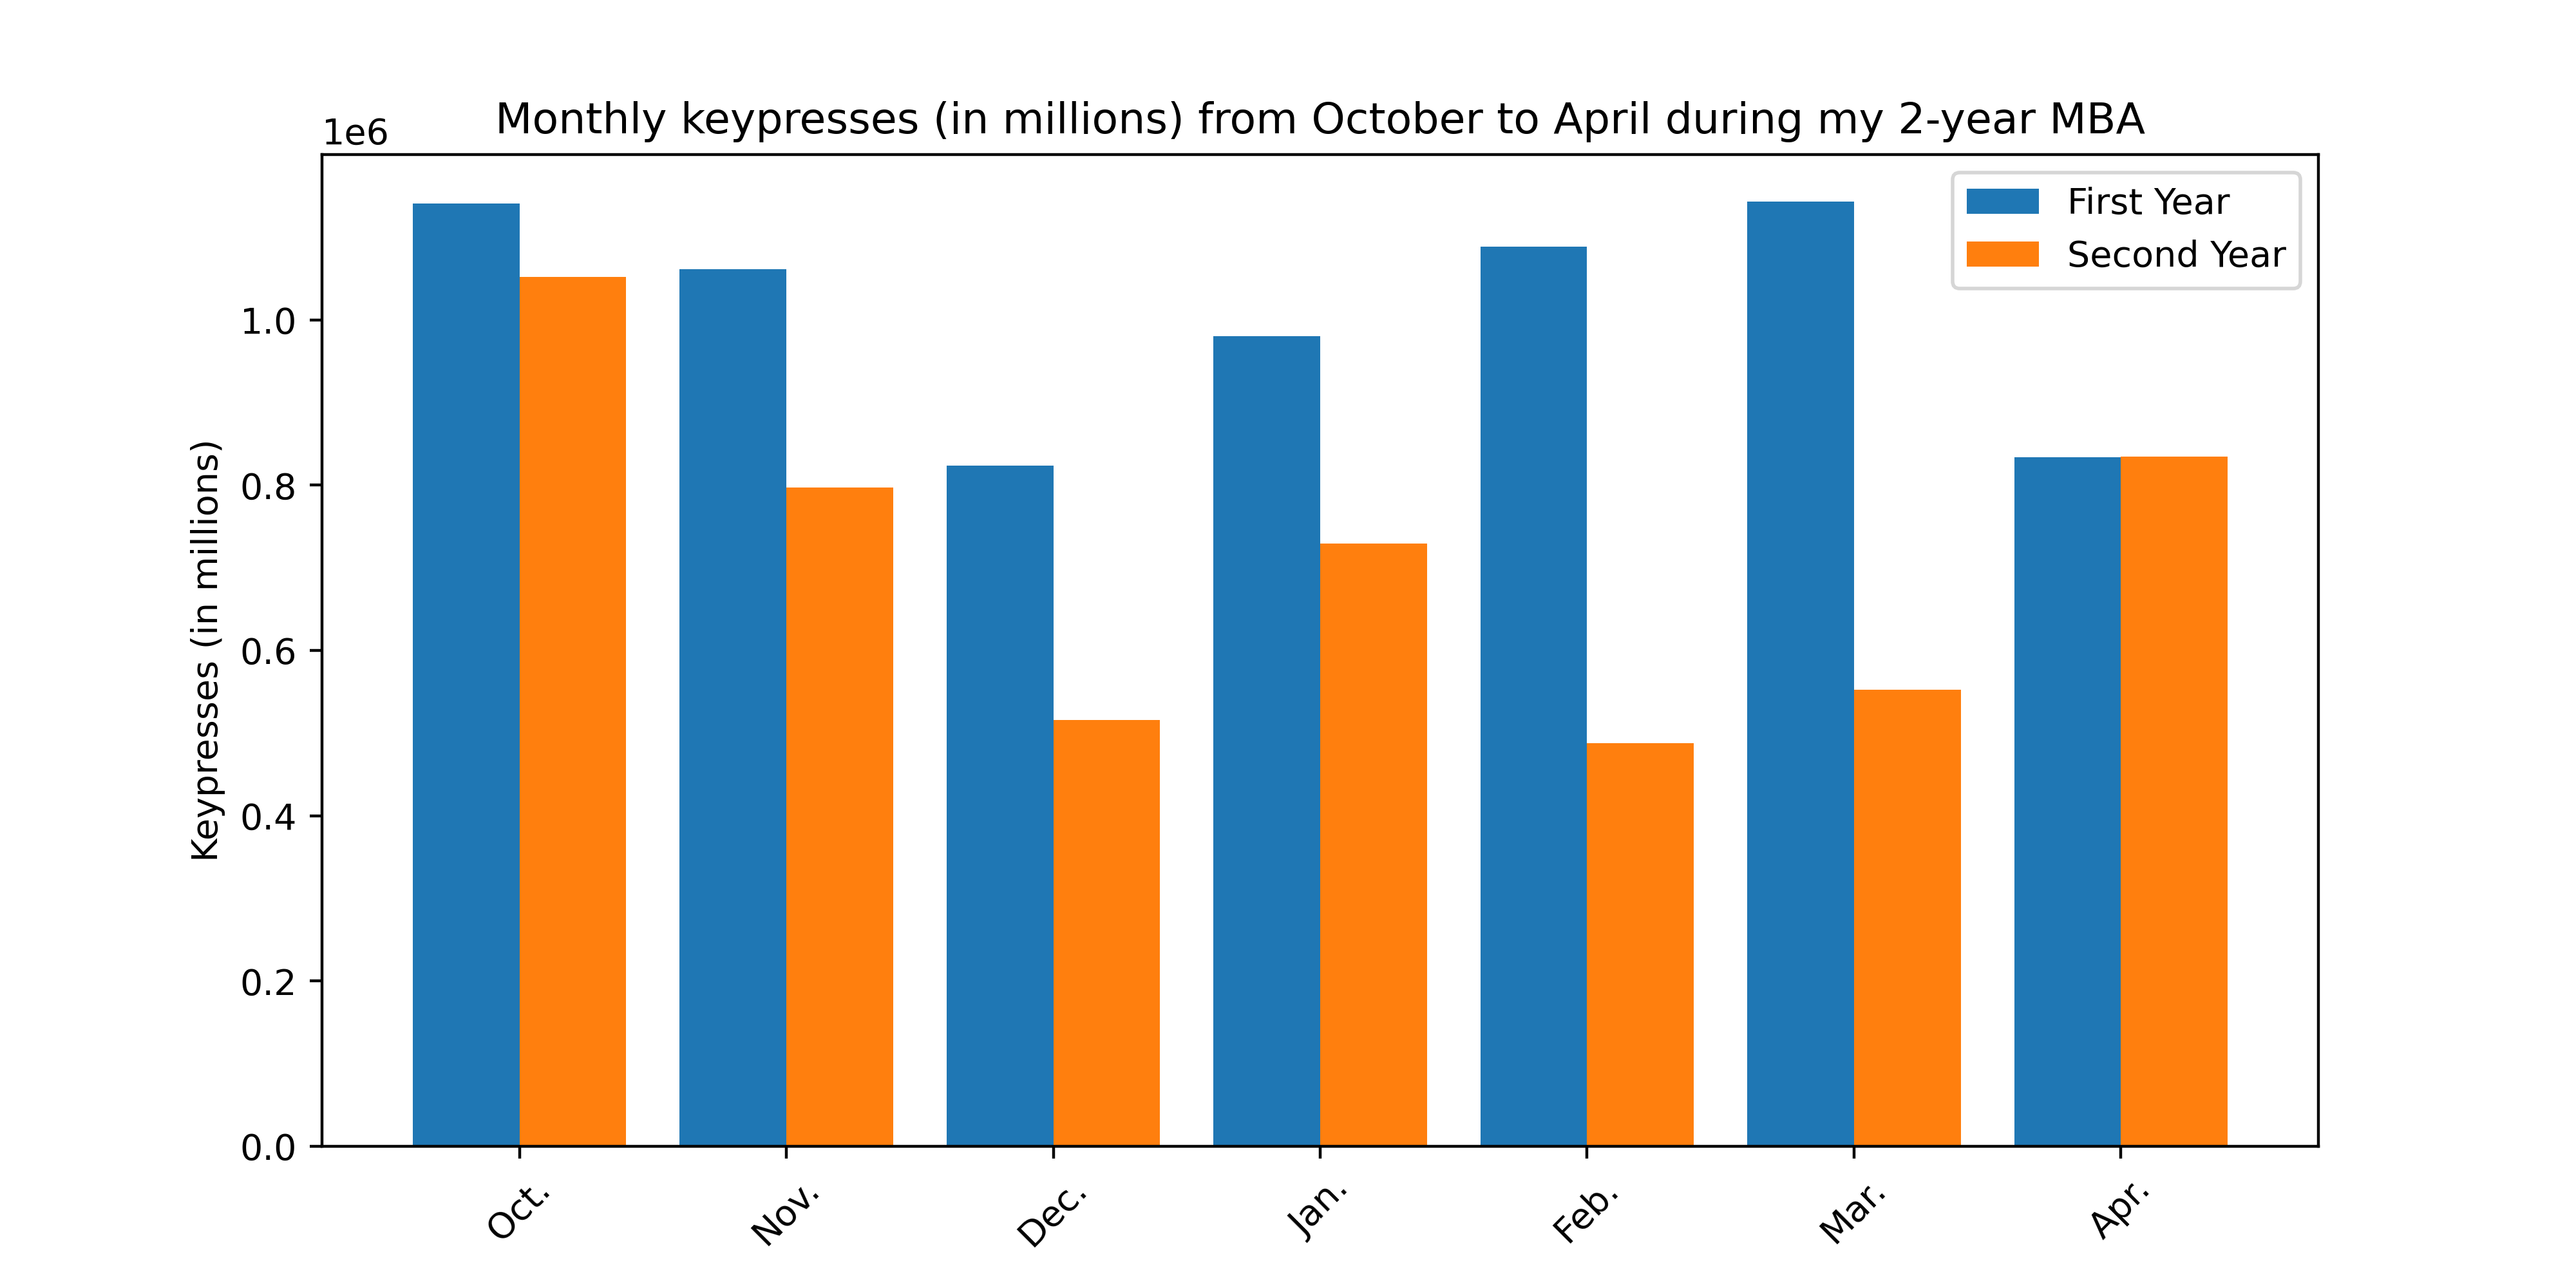 Monthly keypresses (in millions) from October to April during my 2-year MBA
1e6
First Year
Second Year
Keypresses (in millions)
1.0
0.8
0.6
0.4
0.2
0.0
Oct.
Nov.
Dec.
Jan.
Feb.
Mar.
Apr.